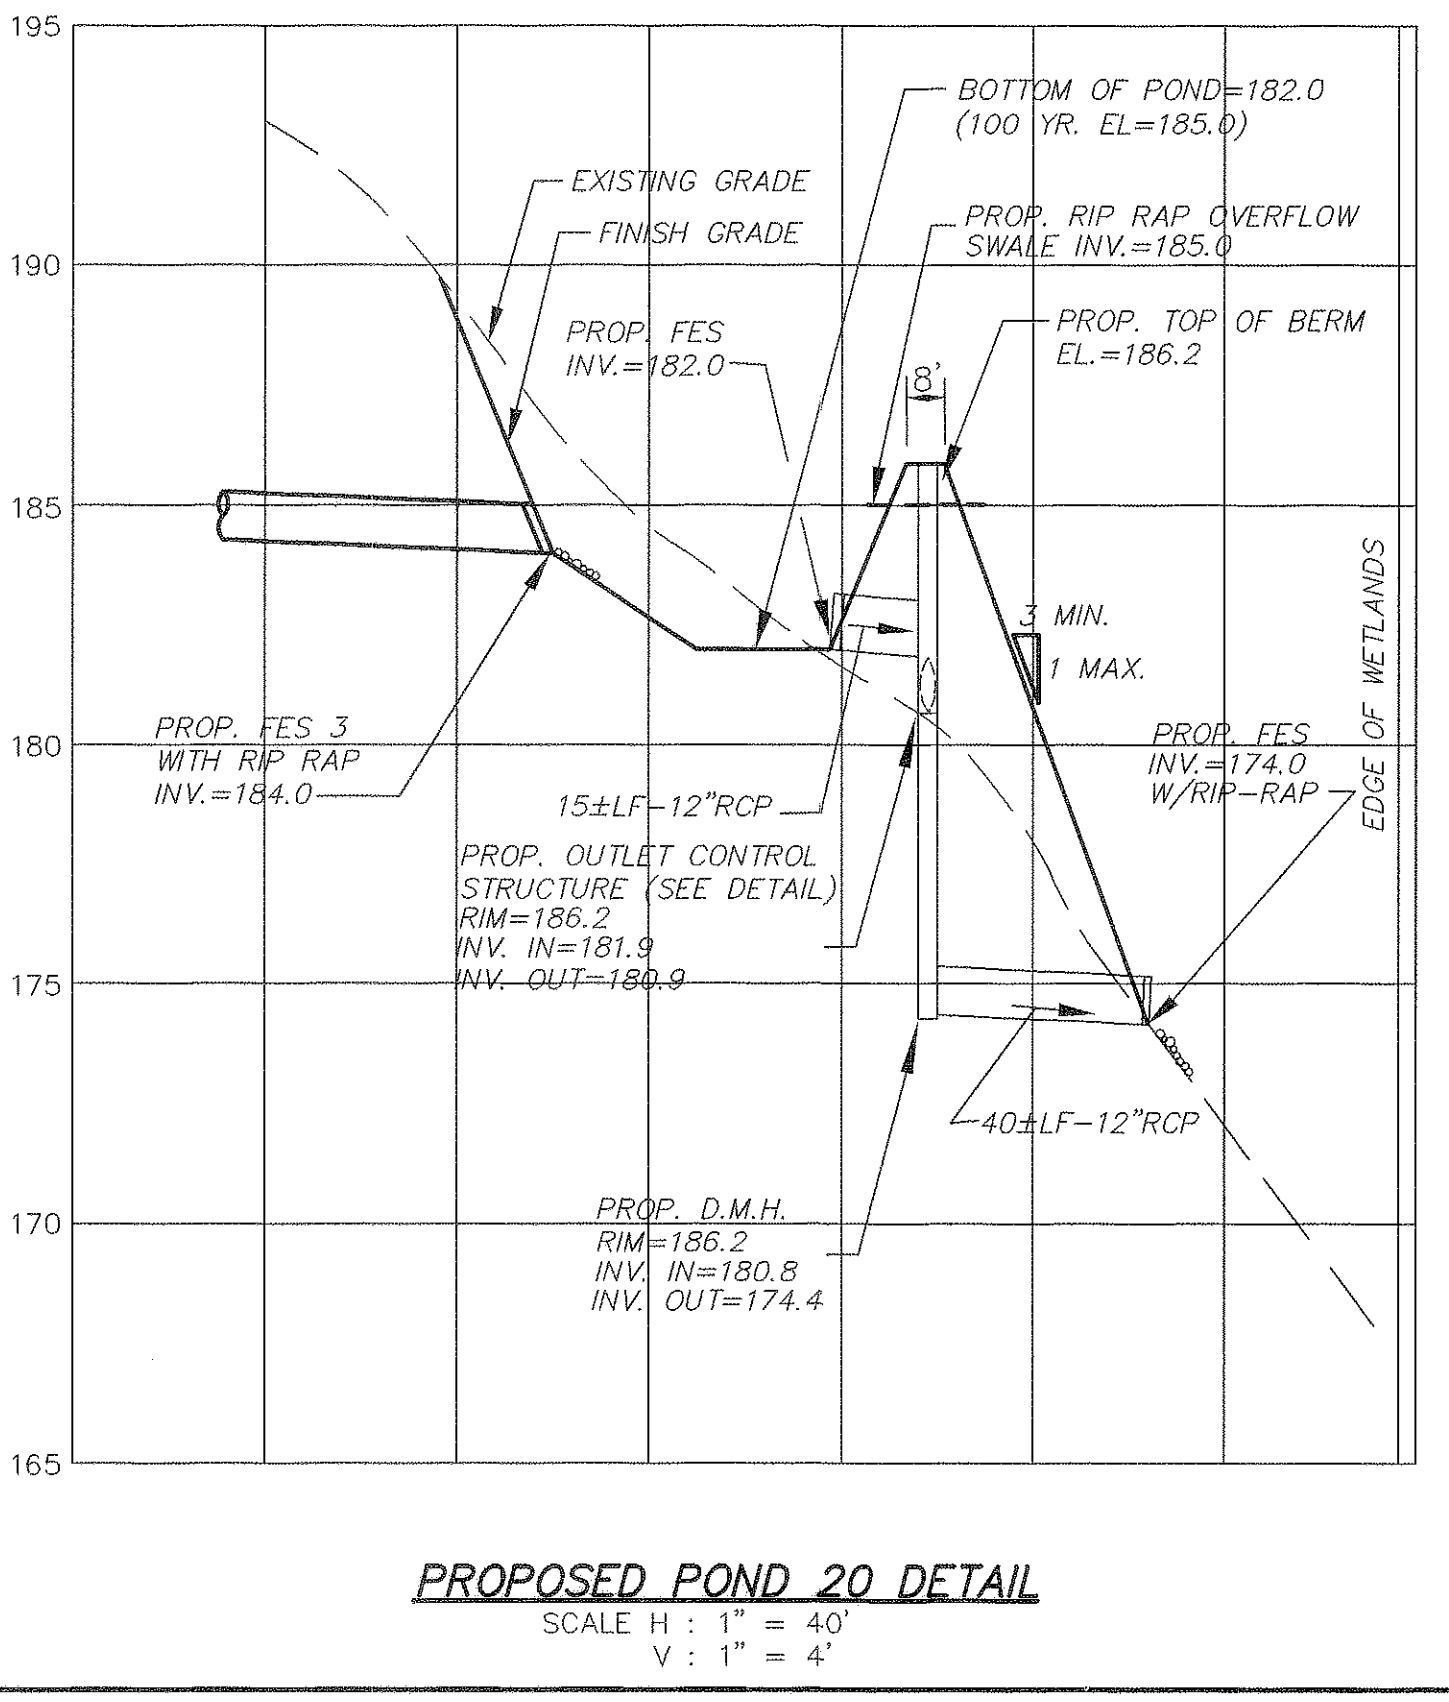 195
190
185
180
175
170
165
BOTTOM OF POND=182.0
(100 YR. EL=185.0)
EXISTING GRADE
FINISH GRADE
PROP. RIP RAP OVERFLOW
SWALE INV.=185.0
PROP. FES
INV.=182.0
PROP. TOP OF BERM
EL.=186.2
8'
3 MIN.
1 MAX.
EDGE OF WETLANDS
PROP. FES 3
WITH RIP RAP
INV.=184.0
PROP. FES
INV.=174.0
W/RIP-RAP
15±LF-12"RCP
PROP. OUTLET CONTROL
STRUCTURE (SEE DETAIL)
RIM=186.2
INV. IN=181.9
INV. OUT=180.9
40±LF-12"RCP
PROP. D.M.H.
RIM=186.2
INV. IN=180.8
INV. OUT=174.4
PROPOSED POND 20 DETAIL
SCALE H : 1" = 40'
V : 1" = 4'